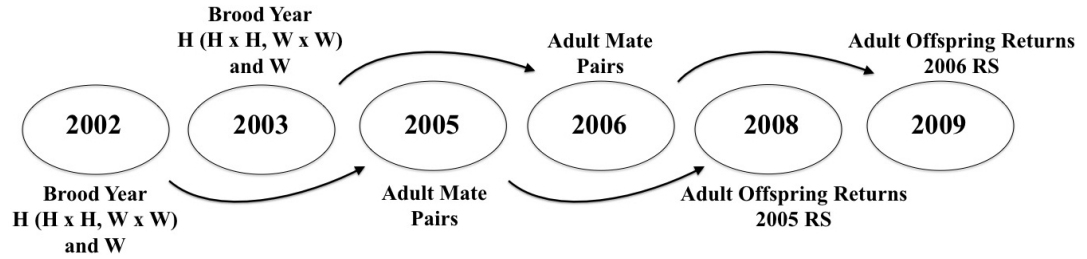 Brood Year
H (H x H, W x W)
and W
Adult Mate
Pairs
Adult Offspring Returns
2006 RS
2002
2003
2005
2006
2008
2009
Brood Year
H (H x H, W x W)
and W
Adult Mate
Pairs
Adult Offspring Returns
2005 RS